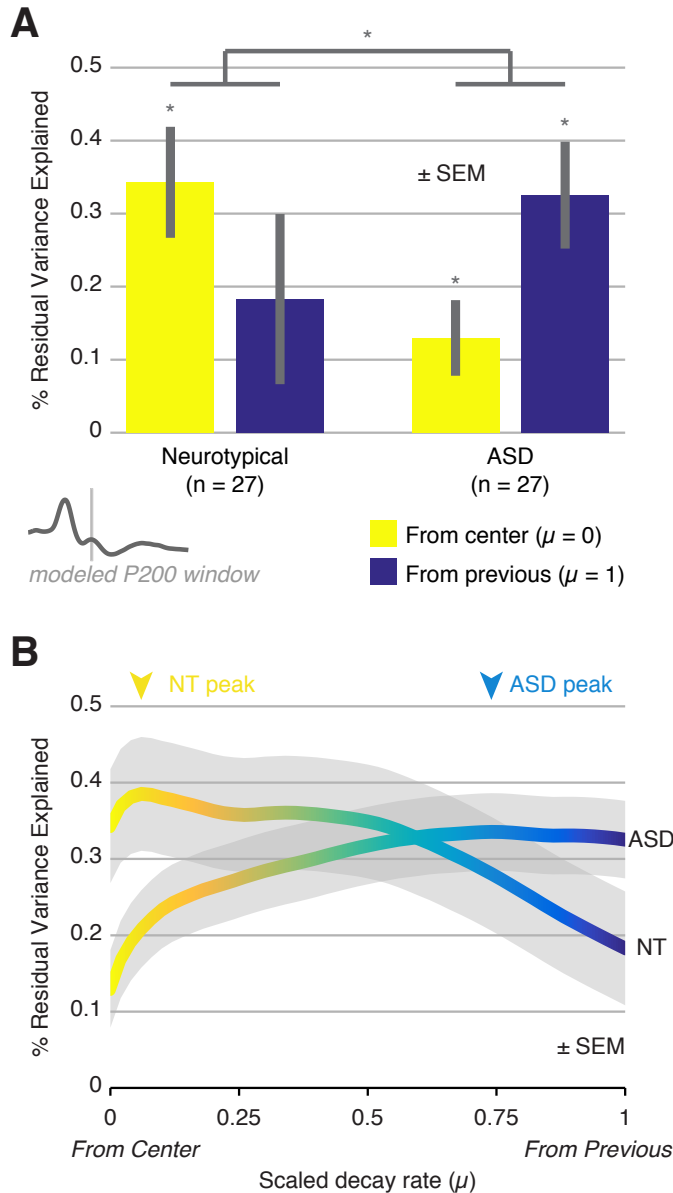 A
*
0.5
*
*
0.4
± SEM
0.3
*
0.2
0.1
0
% Residual Variance Explained
Neurotypical
(n = 27)
ASD
(n = 27)
modeled P200 window
From center (µ = 0)
From previous (µ = 1)
B
NT peak
ASD peak
0.5
0.4
0.3
ASD
0.2
NT
0.1
± SEM
0
% Residual Variance Explained
0 0.25 0.5 0.75 1
From Center From Previous
Scaled decay rate (µ)